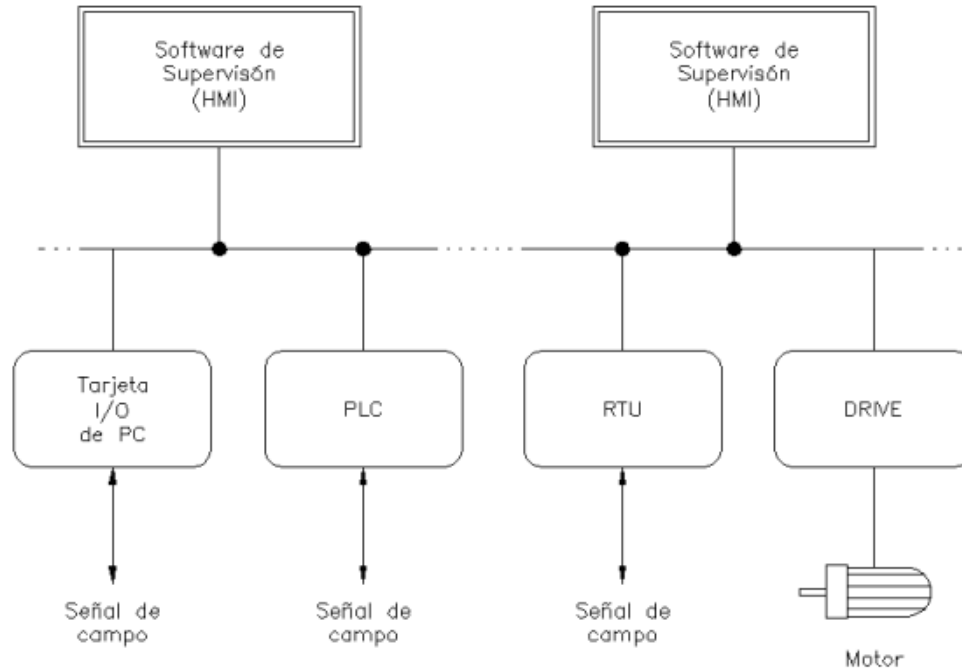 Software de
Supervisón
(HMI)
Software de
Supervisón
(HMI)
Tarjeta
I/O
de PC
PLC
RTU
DRIVE
Señal de
campo
Señal de
campo
Señal de
campo
Motor